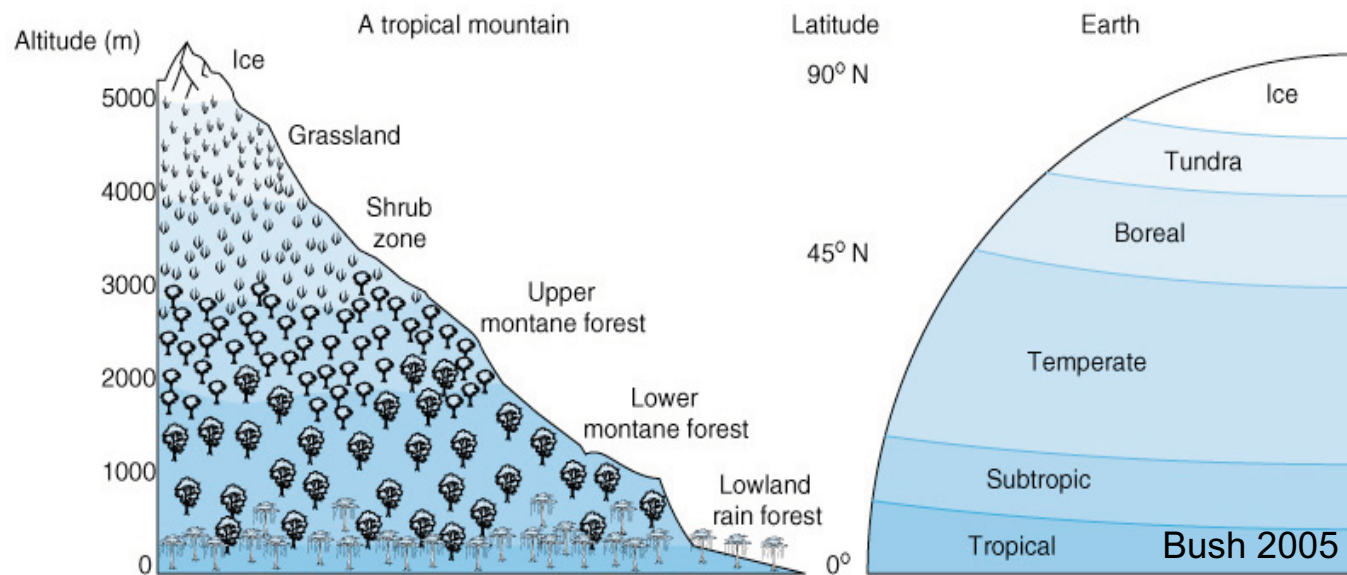 A tropical mountain
Altitude (m)
Ice
5000
Grassland
4000
Shrub
zone
3000
Upper
montane forest
2000
Lower
montane forest
1000
Lowland
rain forest
0
Latitude
90° N
45° N
0°
Earth
Ice
Tundra
Boreal
Temperate
Subtropic
Tropical
Bush 2005